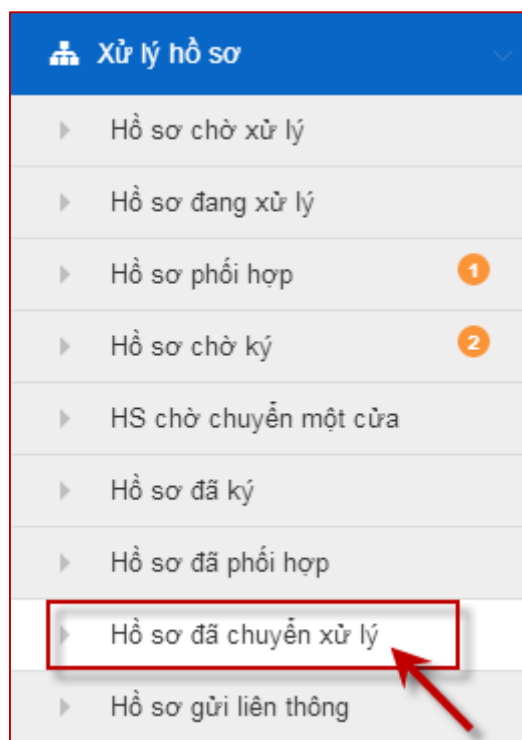 Xử lý hồ sơ
Hồ sơ chờ xử lý
Hồ sơ đang xử lý
Hồ sơ phối hợp 1
Hồ sơ chờ ký 2
HS chờ chuyển một cửa
Hồ sơ đã ký
Hồ sơ đã phối hợp
Hồ sơ đã chuyển xử lý
Hồ sơ gửi liên thông